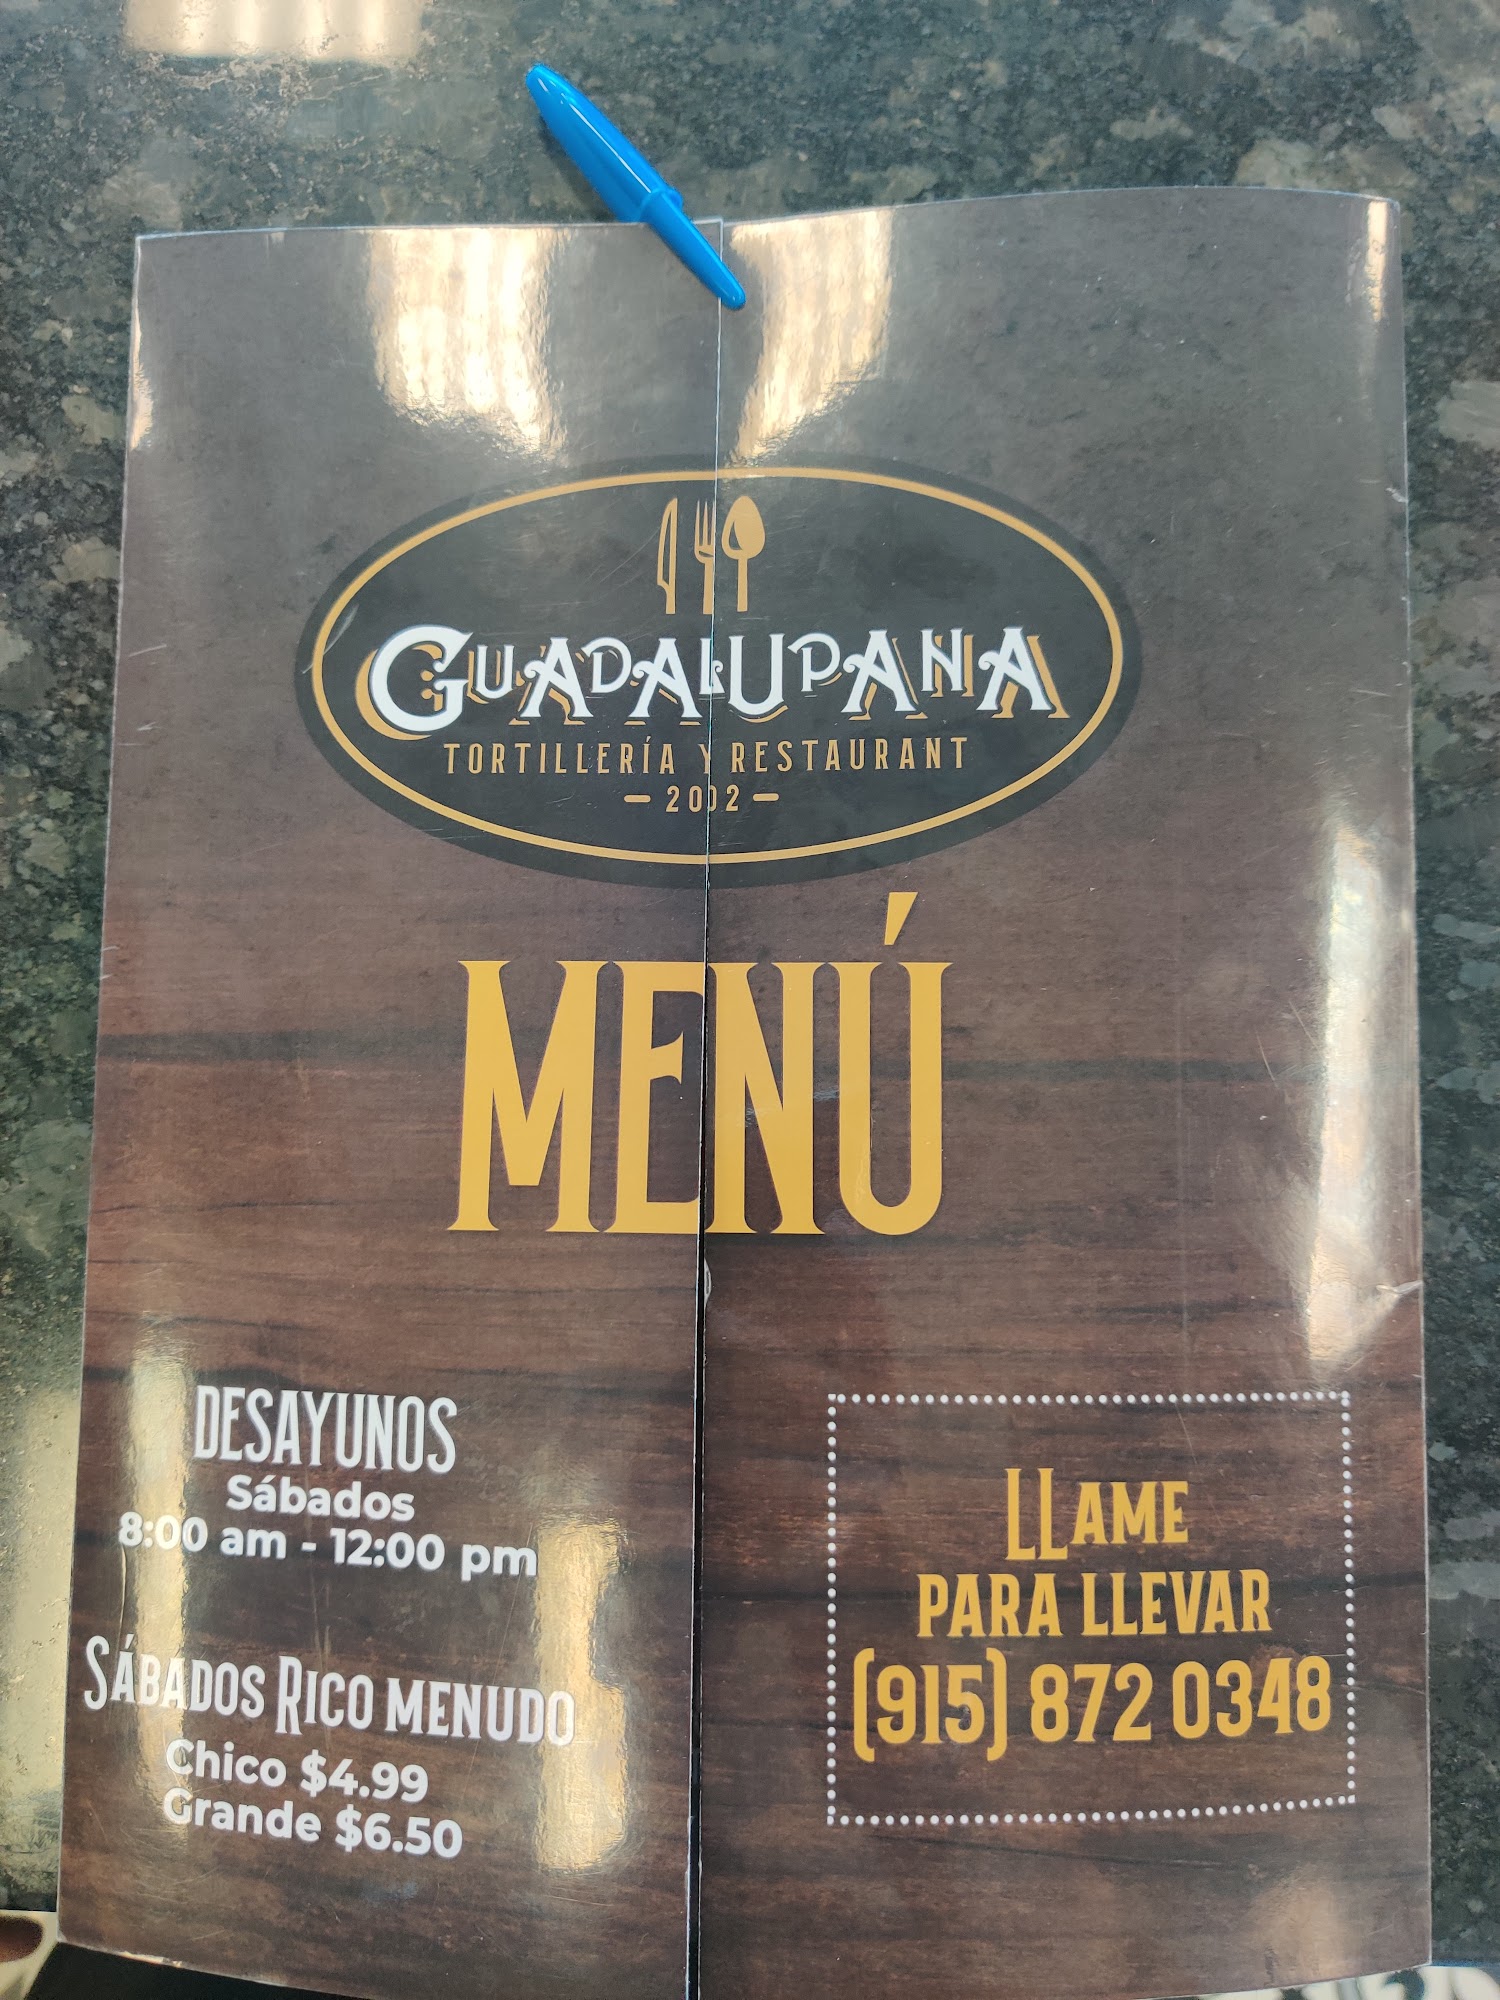 GUADALUPANA
TORTILLERÍA Y RESTAURANT
- 2002 -
MENÚ
DESAYUNOS
Sábados
8:00 am - 12:00 pm
SÁBADOS RICO MENUDO
Chico $4.99
Grande $6.50
LLAME
PARA LLEVAR
(915) 872 0348